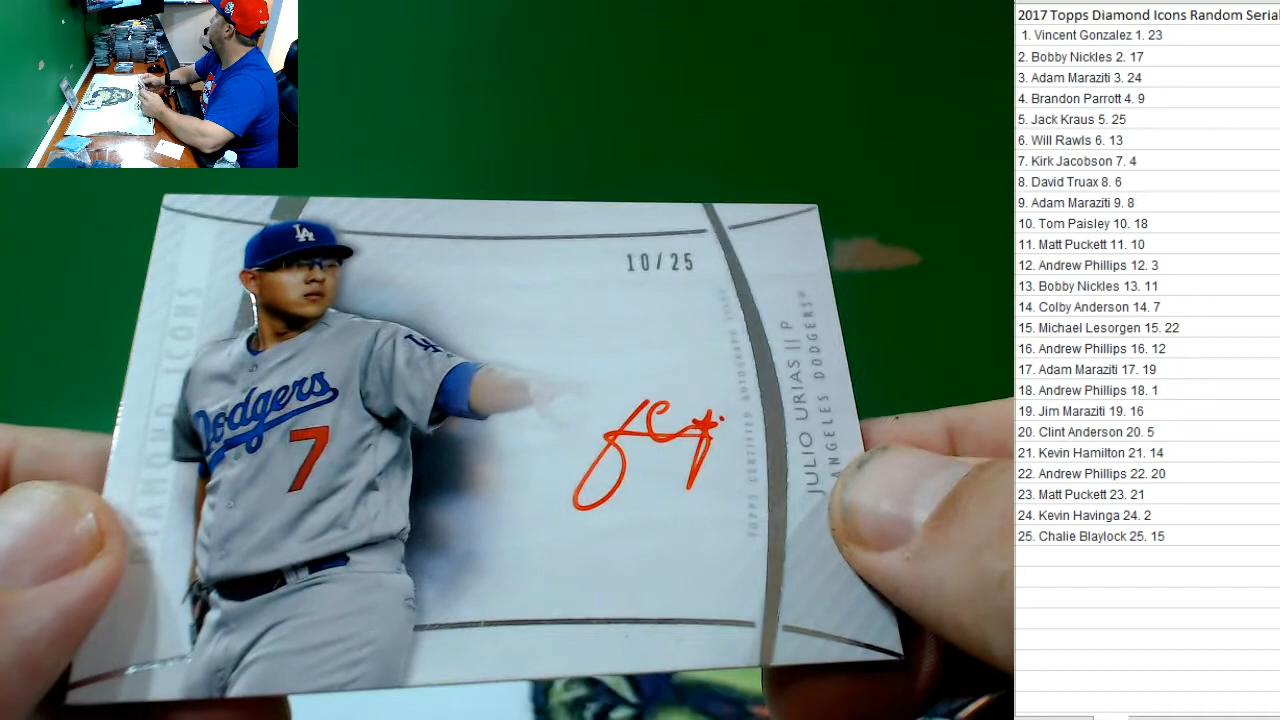 2017 Topps Diamond Icons Random Seria
1. Vincent Gonzalez 1. 23
2. Bobby Nickles 2. 17
3. Adam Maraziti 3. 24
4. Brandon Parrott 4. 9
5. Jack Kraus 5. 25
6. Will Rawls 6. 13
7. Kirk Jacobson 7. 4
8. David Truax 8. 6
9. Adam Maraziti 9. 8
10. Tom Paisley 10. 18
11. Matt Puckett 11. 10
12. Andrew Phillips 12. 3
13. Bobby Nickles 13. 11
14. Colby Anderson 14. 7
15. Michael Lesorgen 15. 22
16. Andrew Phillips 16. 12
17. Adam Maraziti 17. 19
18. Andrew Phillips 18. 1
19. Jim Maraziti 19. 16
20. Clint Anderson 20. 5
21. Kevin Hamilton 21. 14
22. Andrew Phillips 22. 20
23. Matt Puckett 23. 21
24. Kevin Havinga 24. 2
25. Chalie Blaylock 25. 15
DIAMOND ICONS
LA
LA
Dodgers
7
10/25
TOPPS CERTIFIED AUTOGRAPH ISSUE
JULIO URIAS || P
ANGELES DODGERS®